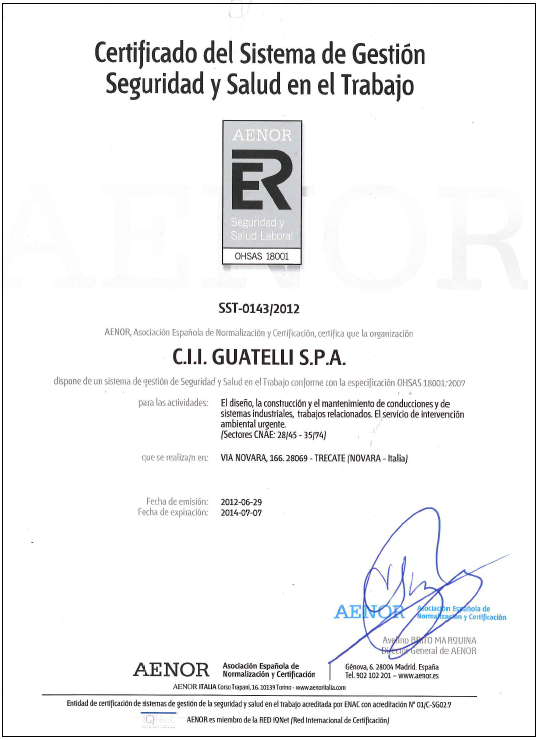 Certificado del Sistema de Gestión
Seguridad y Salud en el Trabajo
AENOR
ER
Seguridad y
Salud Laboral
OHSAS 18001
AENOR
SST-0143/2012
AENOR, Asociación Española de Normalización y Certificación, certifica que la organización
C.I.I. GUATELLI S.P.A.
dispone de un sistema de gestión de Seguridad y Salud en el Trabajo conforme con la especificación OHSAS 18001:2007
para las actividades: El diseño, la construcción y el mantenimiento de conducciones y de
sistemas industriales, trabajos relacionados. El servicio de intervención
ambiental urgente.
(Sectores CNAE: 28/45 - 35/74)
que se realiza/n en: VIA NOVARA, 166. 28069 - TRECATE (NOVARA - Italia)
Fecha de emisión: 2012-06-29
Fecha de expiración: 2014-07-07
AENOR Asociación Española de
Normalización y Certificación
Avelino BRITO MARQUINA
Director General de AENOR
AENOR Asociación Española de
Normalización y Certificación
Génova, 6. 28004 Madrid. España
Tel. 902 102 201 – www.aenor.es
AENOR ITALIA Corso Trapani, 16. 10139 Torino - www.aenoritalia.com
Entidad de certificación de sistemas de gestión de la seguridad y salud en el trabajo acreditada por ENAC con acreditación Nº 01/C-SG027
IQNet AENOR es miembro de la RED IQNet (Red Internacional de Certificación)